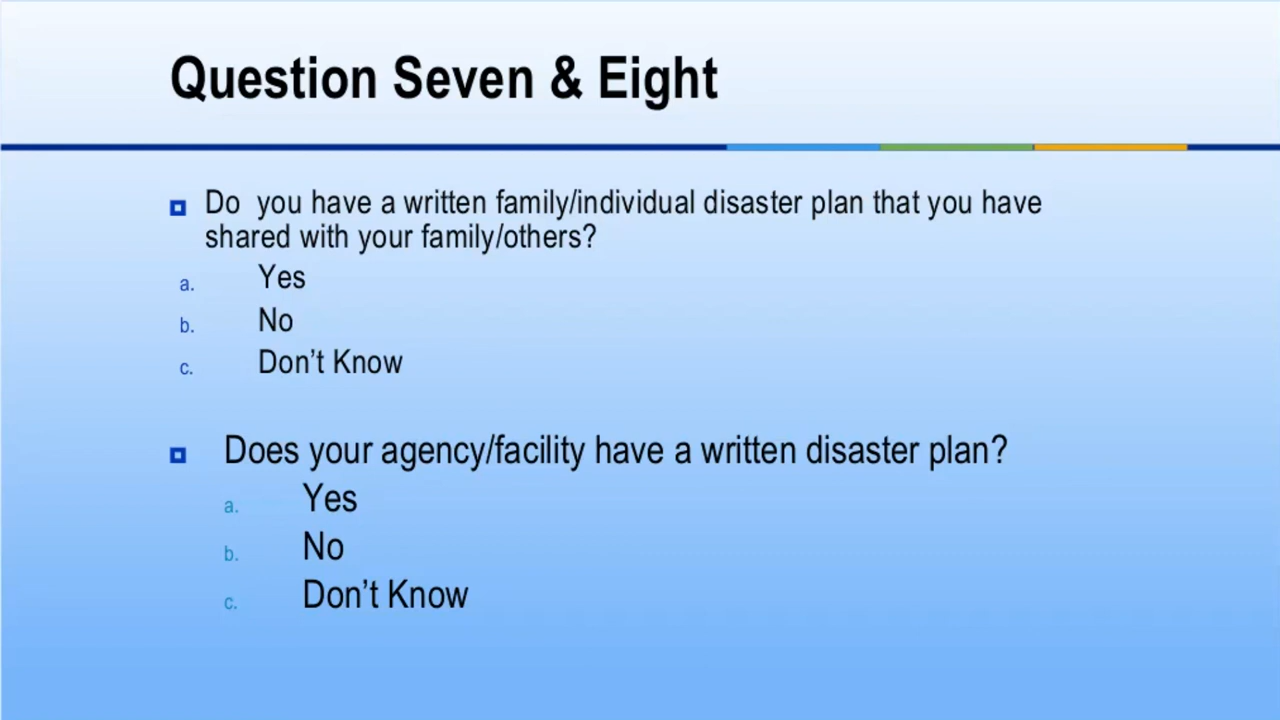 Question Seven & Eight
Do  you have a written family/individual disaster plan that you have
shared with your family/others?
a. Yes
b. No
c. Don’t Know
Does your agency/facility have a written disaster plan?
a. Yes
b. No
c. Don’t Know